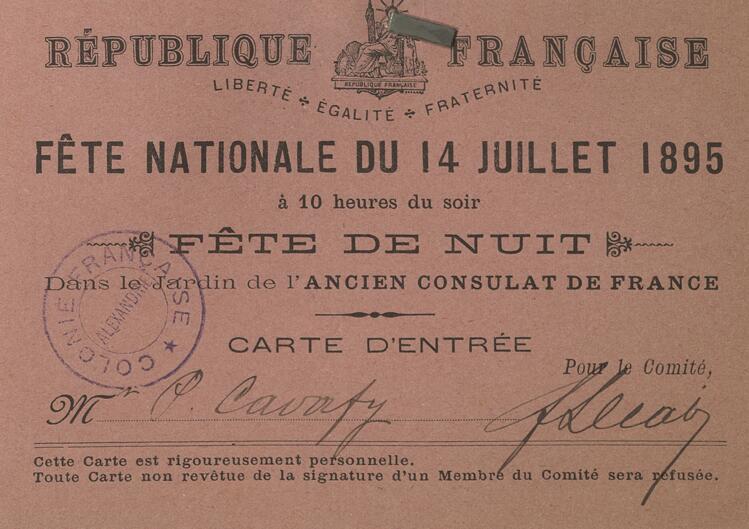 RÉPUBLIQUE FRANÇAISE
RÉPUBLIQUE FRANÇAISE
LIBERTÉ ✢ ÉGALITÉ ✢ FRATERNITÉ
FÊTE NATIONALE DU 14 JUILLET 1895
à 10 heures du soir
FÊTE DE NUIT
Dans le Jardin de l'ANCIEN CONSULAT DE FRANCE
COLONIE FRANÇAISE ★
ALEXANDRIE
CARTE D'ENTRÉE
Pour le Comité,
Mr P. Cavafy
Cette Carte est rigoureusement personnelle.
Toute Carte non revêtue de la signature d'un Membre du Comité sera refusée.